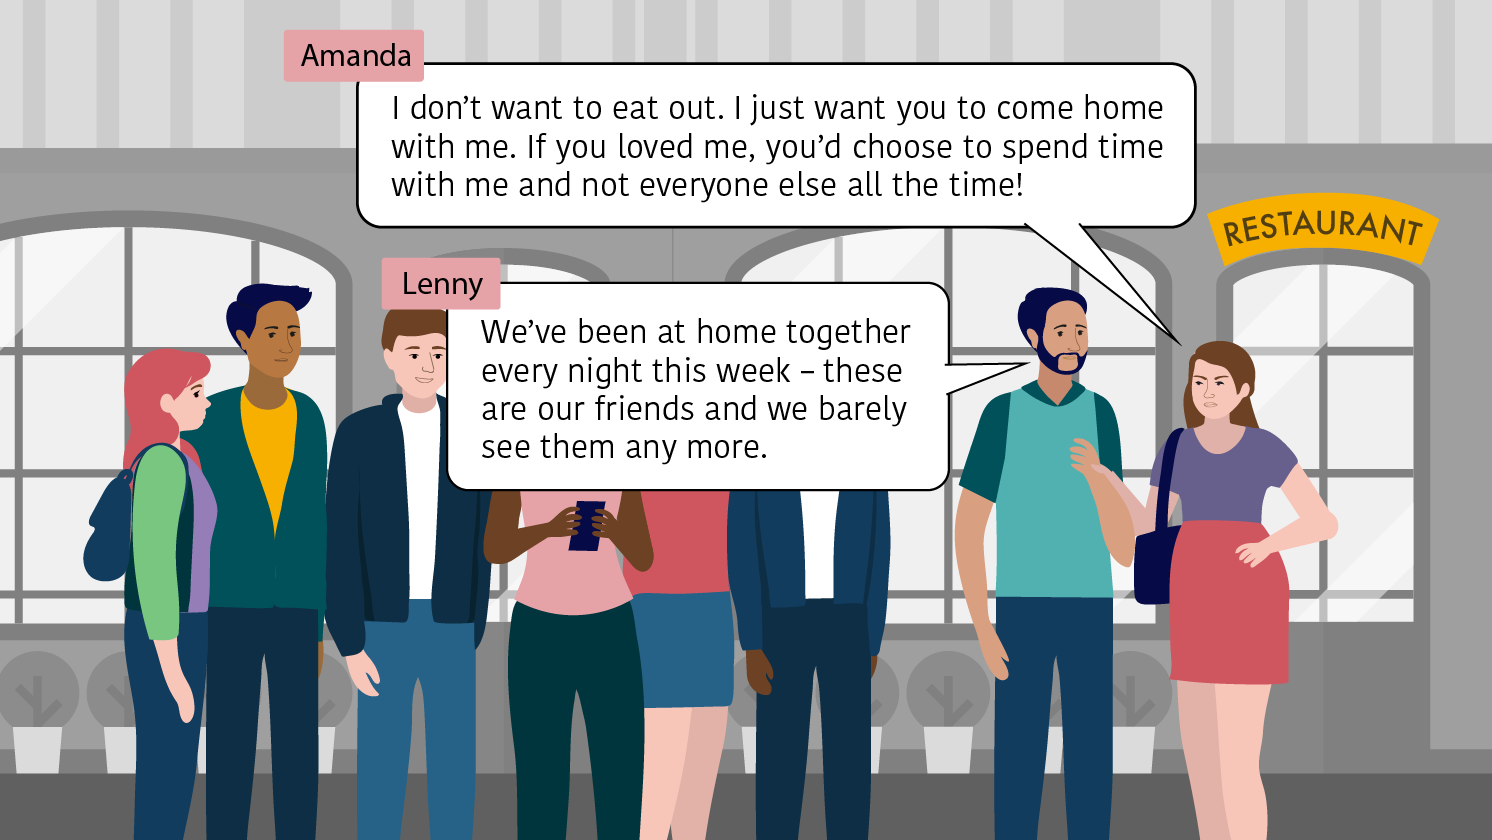 Amanda
I don’t want to eat out. I just want you to come home
with me. If you loved me, you’d choose to spend time
with me and not everyone else all the time!
RESTAURANT
Lenny
We’ve been at home together
every night this week – these
are our friends and we barely
see them any more.